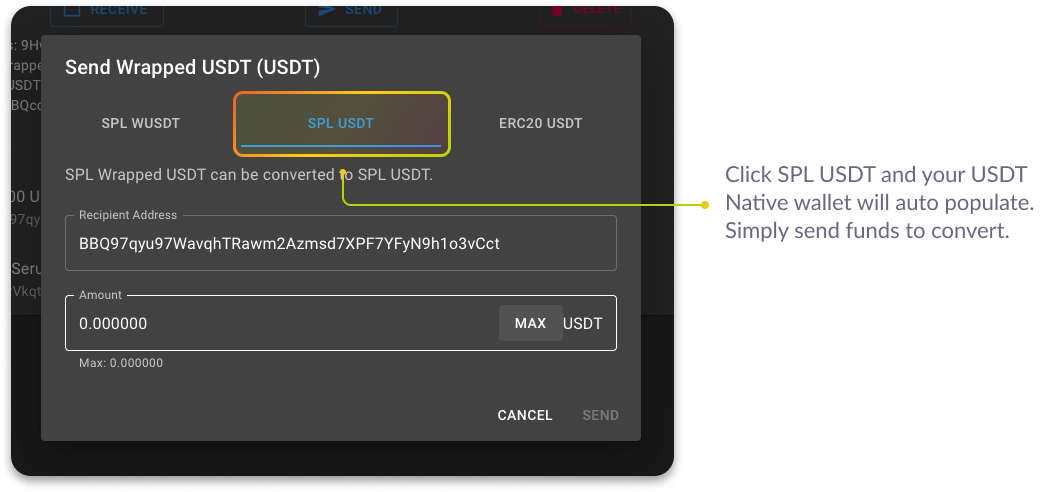 RECEIVE
SEND
DELETE
Send Wrapped USDT (USDT)
SPL WUSDT
SPL USDT
ERC20 USDT
SPL Wrapped USDT can be converted to SPL USDT.
Recipient Address
BBQ97qyu97WavqhTRawm2Azmsd7XPF7YFyN9h1o3vCct
Amount
0.000000
MAX
USDT
Max: 0.000000
CANCEL
SEND
Click SPL USDT and your USDT
Native wallet will auto populate.
Simply send funds to convert.